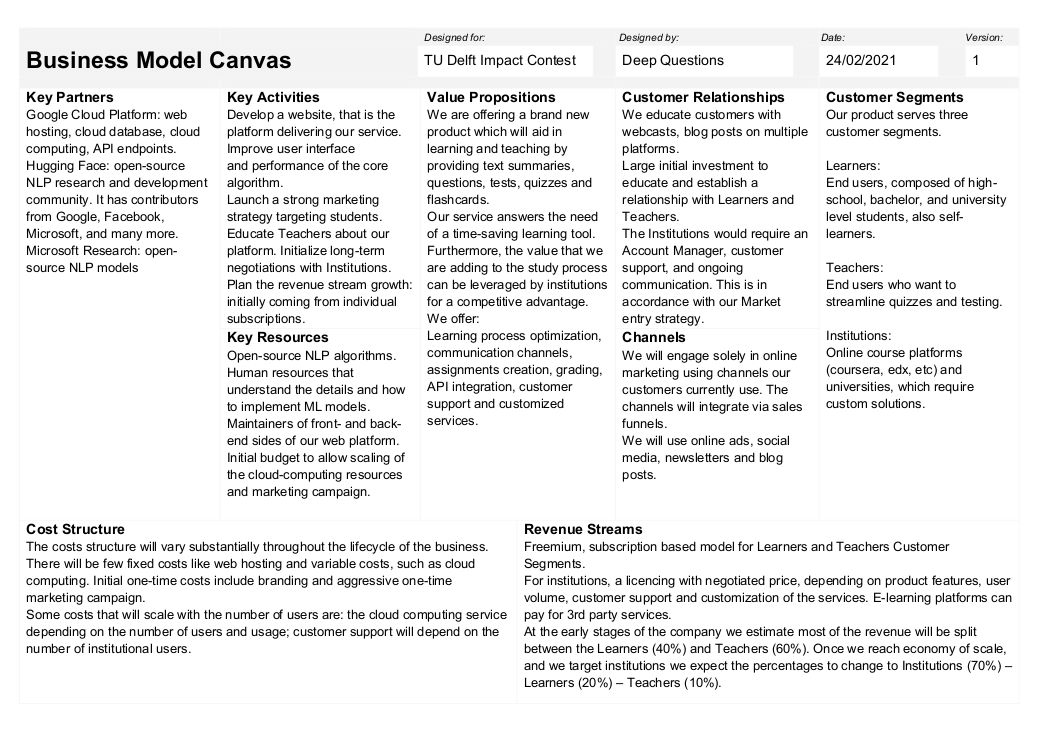 Business Model Canvas
Designed for:
TU Delft Impact Contest
Designed by:
Deep Questions
Date:
24/02/2021
Version:
1
Key Partners
Google Cloud Platform: web
hosting, cloud database, cloud
computing, API endpoints.
Hugging Face: open-source
NLP research and development
community. It has contributors
from Google, Facebook,
Microsoft, and many more.
Microsoft Research: open-
source NLP models
Key Activities
Develop a website, that is the
platform delivering our service.
Improve user interface
and performance of the core
algorithm.
Launch a strong marketing
strategy targeting students.
Educate Teachers about our
platform. Initialize long-term
negotiations with Institutions.
Plan the revenue stream growth:
initially coming from individual
subscriptions.
Key Resources
Open-source NLP algorithms.
Human resources that
understand the details and how
to implement ML models.
Maintainers of front- and back-
end sides of our web platform.
Initial budget to allow scaling of
the cloud-computing resources
and marketing campaign.
Value Propositions
We are offering a brand new
product which will aid in
learning and teaching by
providing text summaries,
questions, tests, quizzes and
flashcards.
Our service answers the need
of a time-saving learning tool.
Furthermore, the value that we
are adding to the study process
can be leveraged by institutions
for a competitive advantage.
We offer:
Learning process optimization,
communication channels,
assignments creation, grading,
API integration, customer
support and customized
services.
Customer Relationships
We educate customers with
webcasts, blog posts on multiple
platforms.
Large initial investment to
educate and establish a
relationship with Learners and
Teachers.
The Institutions would require an
Account Manager, customer
support, and ongoing
communication. This is in
accordance with our Market
entry strategy.
Channels
We will engage solely in online
marketing using channels our
customers currently use. The
channels will integrate via sales
funnels.
We will use online ads, social
media, newsletters and blog
posts.
Customer Segments
Our product serves three
customer segments.
Learners:
End users, composed of high-
school, bachelor, and university
level students, also self-
learners.
Teachers:
End users who want to
streamline quizzes and testing.
Institutions:
Online course platforms
(coursera, edx, etc) and
universities, which require
custom solutions.
Cost Structure
The costs structure will vary substantially throughout the lifecycle of the business.
There will be few fixed costs like web hosting and variable costs, such as cloud
computing. Initial one-time costs include branding and aggressive one-time
marketing campaign.
Some costs that will scale with the number of users are: the cloud computing service
depending on the number of users and usage; customer support will depend on the
number of institutional users.
Revenue Streams
Freemium, subscription based model for Learners and Teachers Customer
Segments.
For institutions, a licencing with negotiated price, depending on product features, user
volume, customer support and customization of the services. E-learning platforms can
pay for 3rd party services.
At the early stages of the company we estimate most of the revenue will be split
between the Learners (40%) and Teachers (60%). Once we reach economy of scale,
and we target institutions we expect the percentages to change to Institutions (70%) –
Learners (20%) – Teachers (10%).